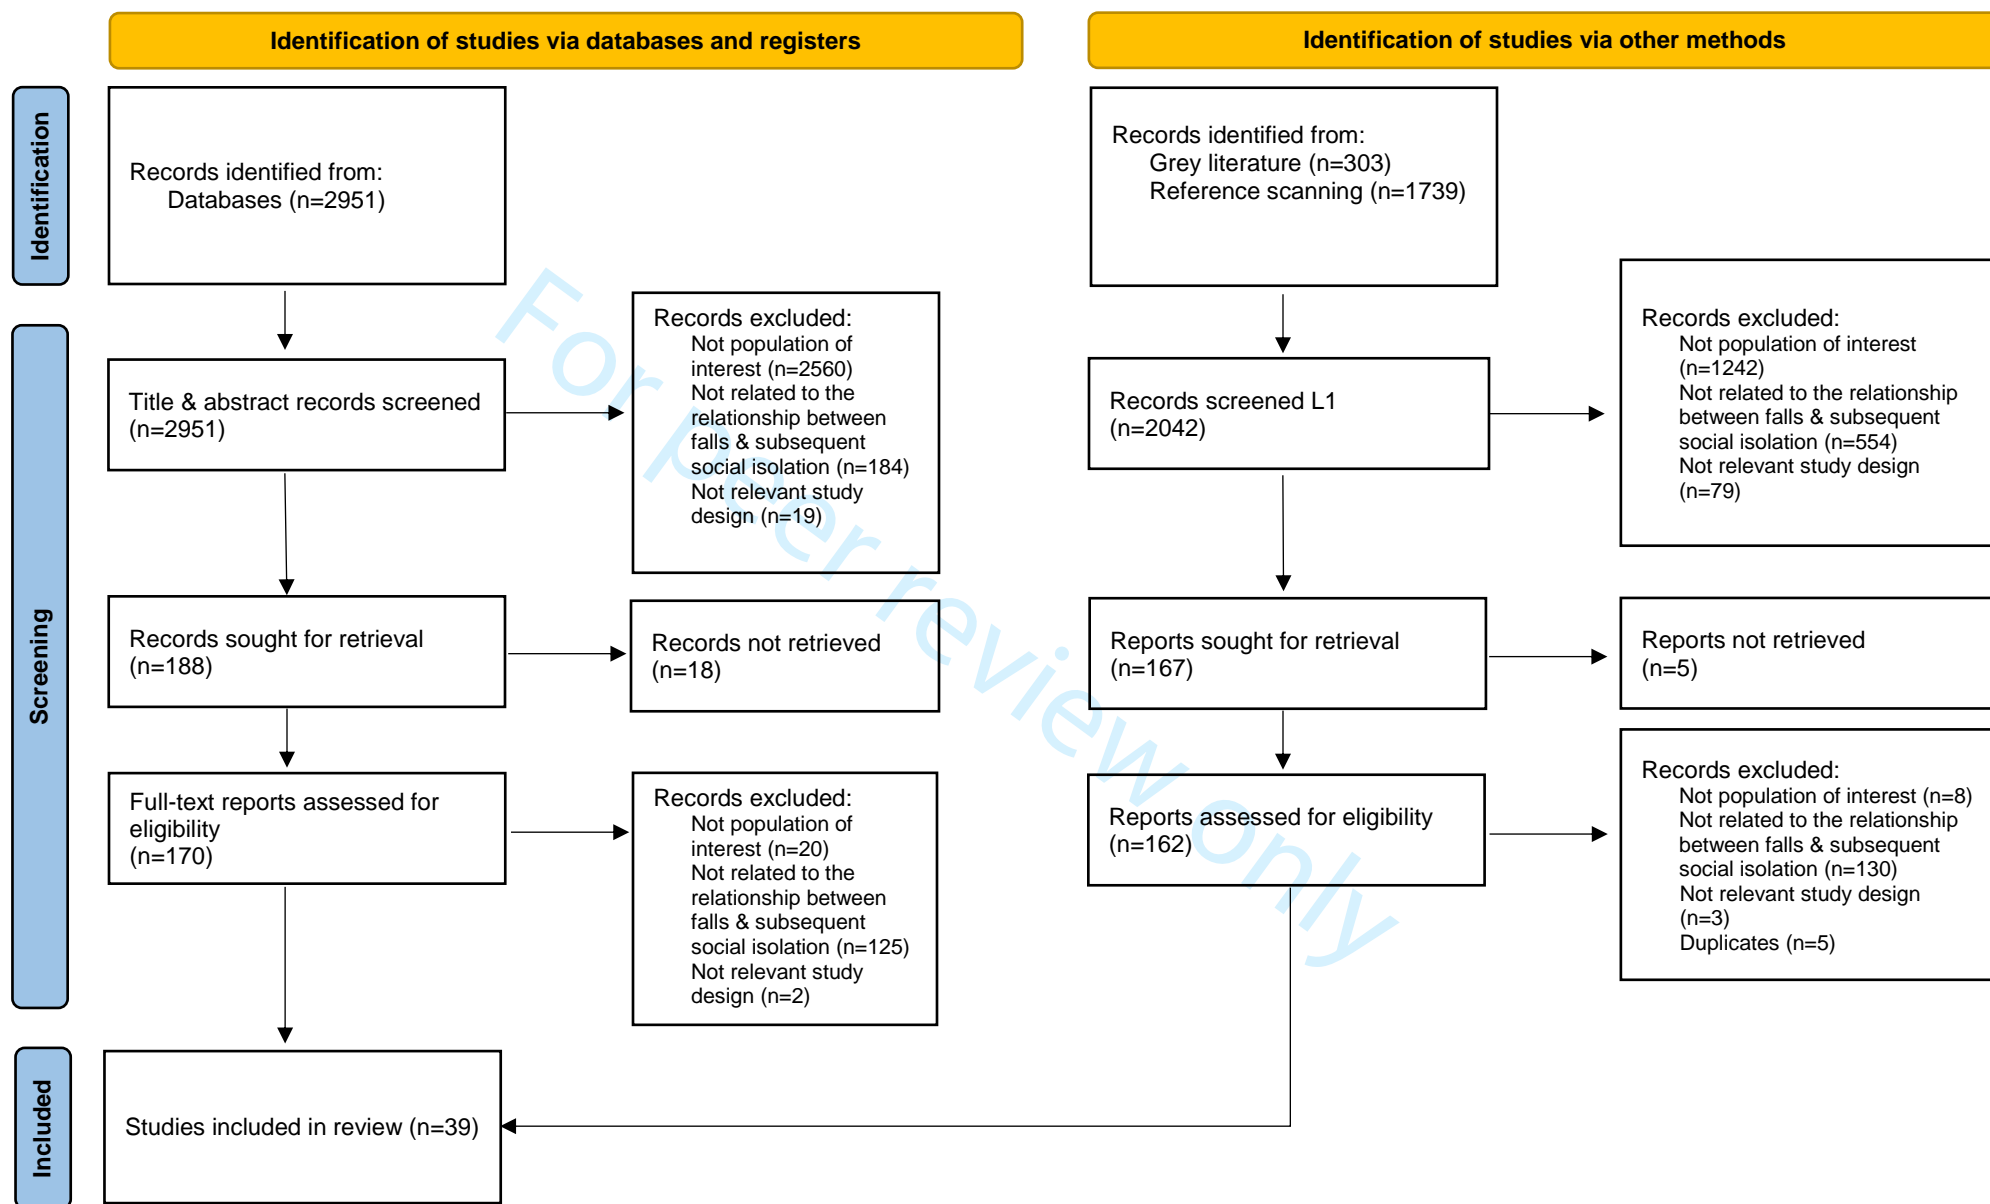 Identification of studies via databases and registers
Identification of studies via other methods
Identification
Records identified from:
Databases (n=2951)
Records identified from:
Grey literature (n=303)
Reference scanning (n=1739)
Screening
Title & abstract records screened
(n=2951)
Records excluded:
Not population of
interest (n=2560)
Not related to the
relationship between
falls & subsequent
social isolation (n=184)
Not relevant study
design (n=19)
Records screened L1
(n=2042)
Records excluded:
Not population of interest
(n=1242)
Not related to the relationship
between falls & subsequent
social isolation (n=554)
Not relevant study design
(n=79)
Records sought for retrieval
(n=188)
Records not retrieved
(n=18)
Reports sought for retrieval
(n=167)
Reports not retrieved
(n=5)
Full-text reports assessed for
eligibility
(n=170)
Records excluded:
Not population of
interest (n=20)
Not related to the
relationship between
falls & subsequent
social isolation (n=125)
Not relevant study
design (n=2)
Reports assessed for eligibility
(n=162)
Records excluded:
Not population of interest (n=8)
Not related to the relationship
between falls & subsequent
social isolation (n=130)
Not relevant study design
(n=3)
Duplicates (n=5)
Included
Studies included in review (n=39)
For peer review only